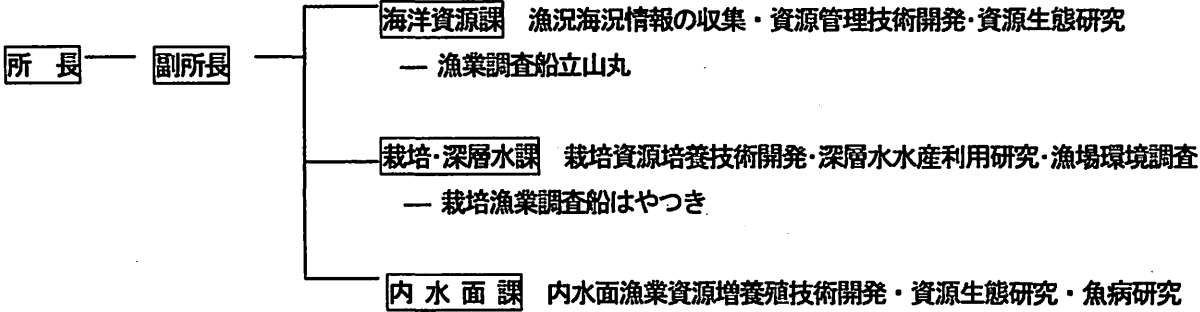 所長
副所長
海洋資源課 漁況海況情報の収集・資源管理技術開発・資源生態研究
― 漁業調査船立山丸
栽培・深層水課 栽培資源培養技術開発・深層水水産利用研究・漁場環境調査
― 栽培漁業調査船はやつき
内水面課 内水面漁業資源増養殖技術開発・資源生態研究・魚病研究